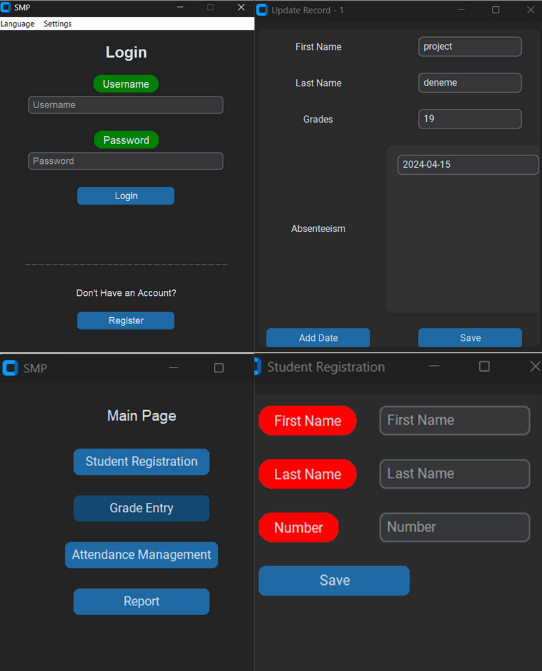 SMP
Language Settings
Login
Username
Username
Password
Password
Login
Don't Have an Account?
Register
Update Record - 1
First Name project
Last Name deneme
Grades 19
2024-04-15
Absenteeism
Add Date Save
SMP
Main Page
Student Registration
Grade Entry
Attendance Management
Report
Student Registration
First Name First Name
Last Name Last Name
Number Number
Save